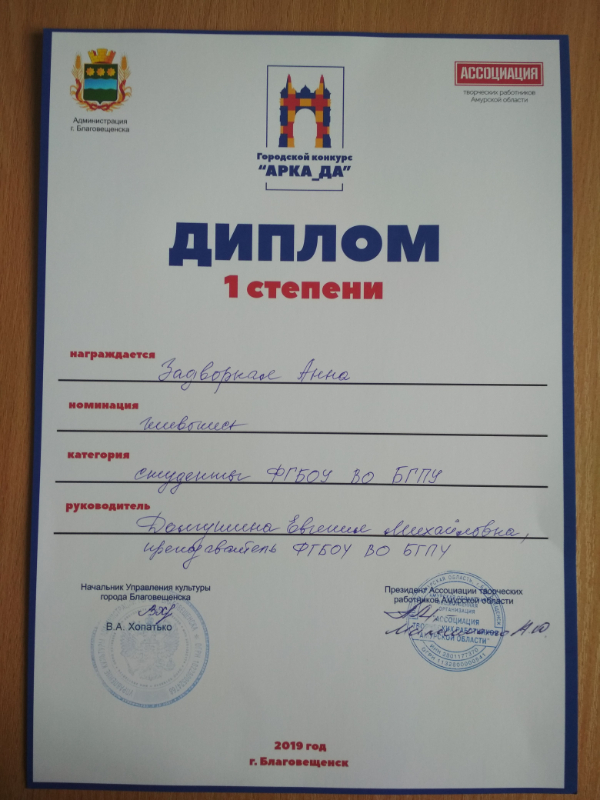 Администрация
г. Благовещенска
АССОЦИАЦИЯ
творческих работников
Амурской области
Городской конкурс
"АРКА_ДА"
ДИПЛОМ
1 степени
награждается
Задворная Анна
номинация
живопись
категория
студенты ФГБОУ ВО БГПУ
руководитель
Долгушина Евгения Михайловна,
преподаватель ФГБОУ ВО БГПУ
Начальник Управления культуры
города Благовещенска
В.А. Хопатько
Президент Ассоциации творческих
работников Амурской области
2019 год
г. Благовещенск